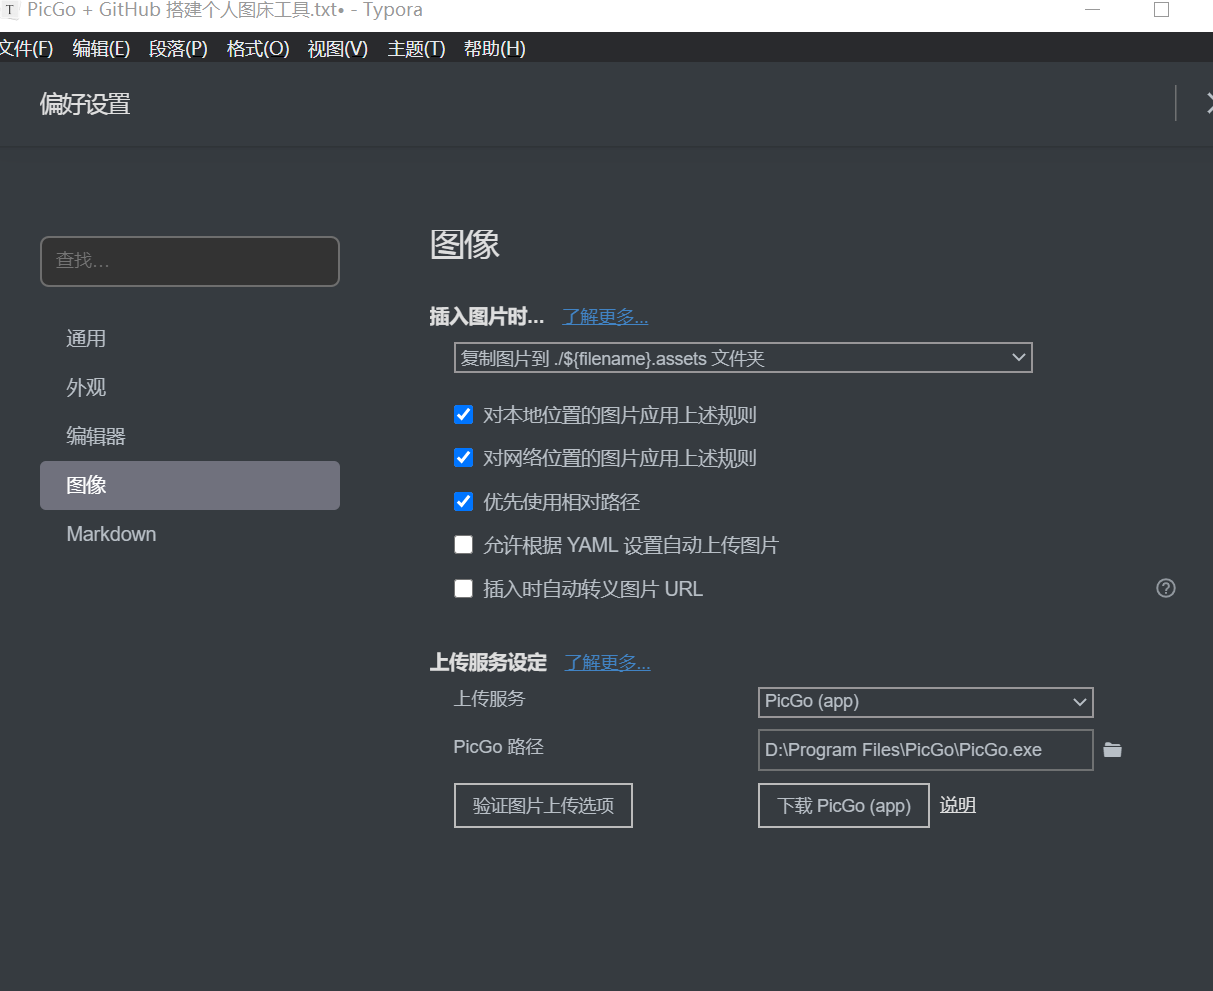 T PicGo + GitHub 搭建个人图床工具.txt• - Typora
文件(F) 编辑(E) 段落(P) 格式(O) 视图(V) 主题(T) 帮助(H)
偏好设置
查找...
通用
外观
编辑器
图像
Markdown
图像
插入图片时... 了解更多...
复制图片到 ./${filename}.assets 文件夹
对本地位置的图片应用上述规则
对网络位置的图片应用上述规则
优先使用相对路径
允许根据 YAML 设置自动上传图片
插入时自动转义图片 URL
上传服务设定 了解更多...
上传服务 PicGo (app)
PicGo 路径 D:\Program Files\PicGo\PicGo.exe
验证图片上传选项 下载 PicGo (app) 说明